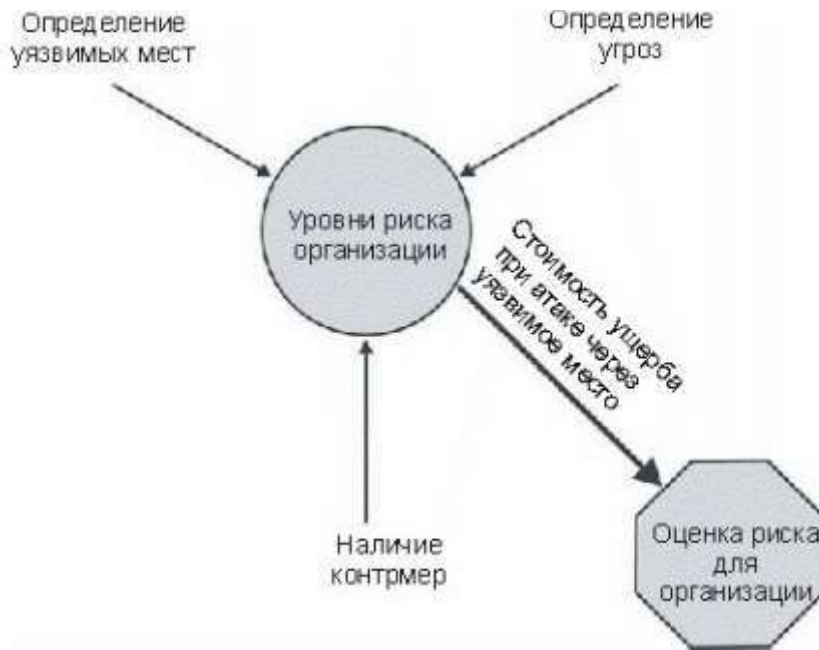 Определение
уязвимых мест
Определение
угроз
Уровни риска
организации
Стоимость ущерба
при атаке через
уязвимое место
Наличие
контрмер
Оценка риска
для
организации